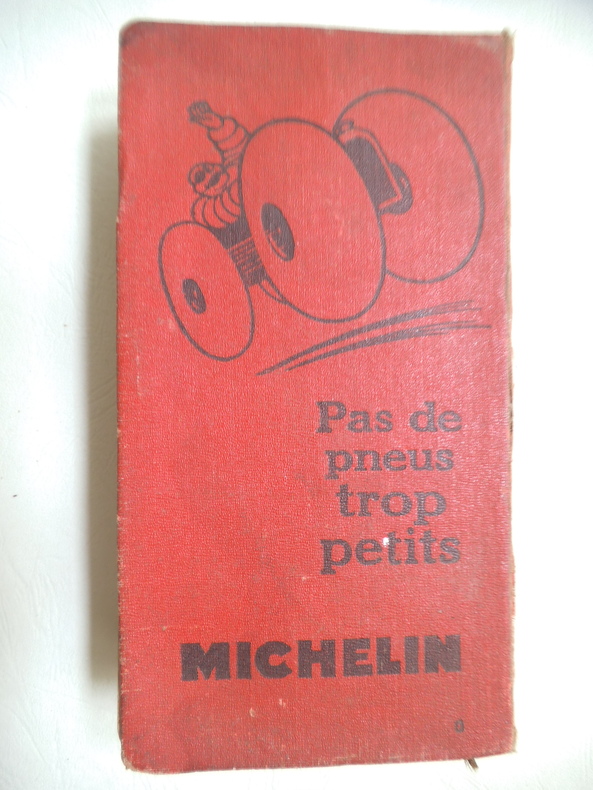 Pas de
pneus
trop
petits
MICHELIN